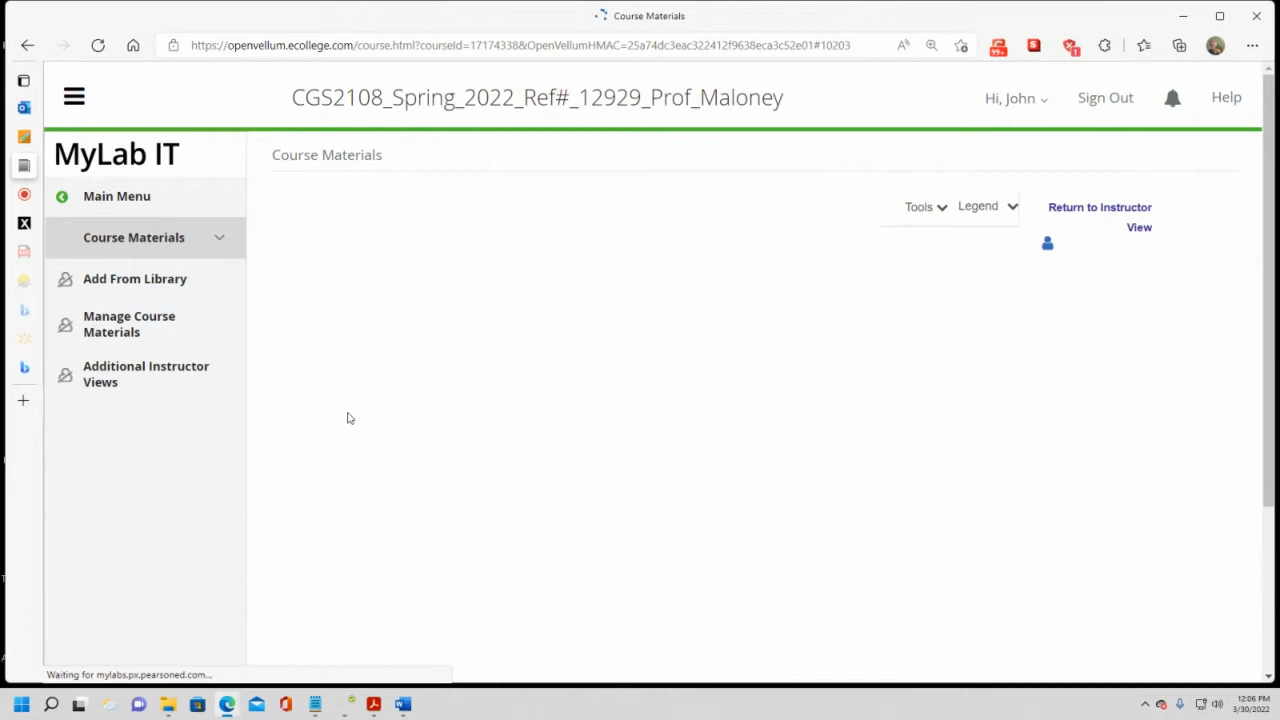 Course Materials
https://openvellum.ecollege.com/course.html?courseId=17174338&OpenVellumHMAC=25a74dc3eac322412f9638eca3c52e01#10203
99+
S
1
CGS2108_Spring_2022_Ref#_12929_Prof_Maloney
Hi, John
Sign Out
Help
MyLab IT
Main Menu
Course Materials
Add From Library
Manage Course
Materials
Additional Instructor
Views
Course Materials
Tools
Legend
Return to Instructor
View
Waiting for mylabs.px.pearsoned.com...
12:06 PM
3/30/2022